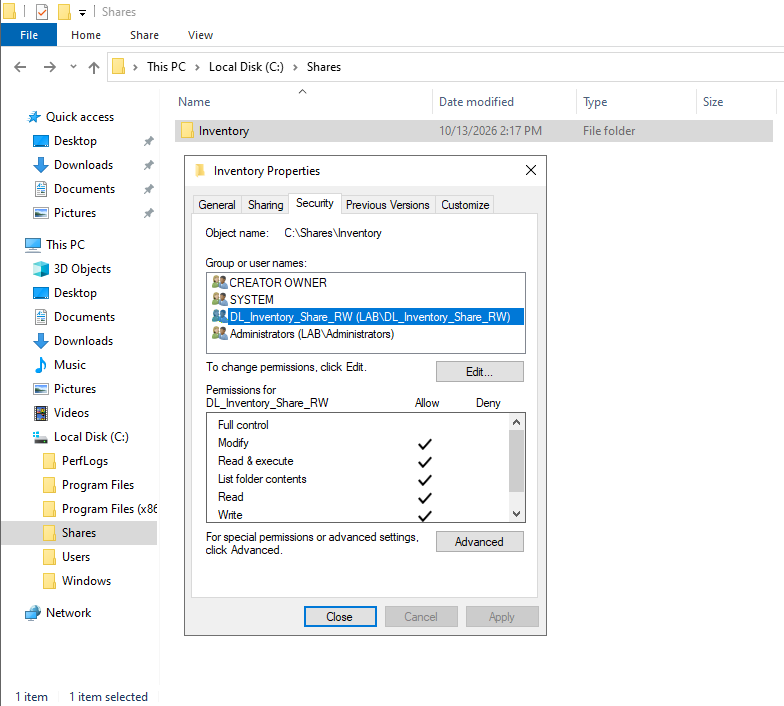 Shares
File Home Share View
This PC Local Disk (C:) Shares
Name Date modified Type Size
Inventory 10/13/2026 2:17 PM File folder
Quick access
Desktop
Downloads
Documents
Pictures
This PC
3D Objects
Desktop
Documents
Downloads
Music
Pictures
Videos
Local Disk (C:)
PerfLogs
Program Files
Program Files (x86
Shares
Users
Windows
Network
1 item 1 item selected
Inventory Properties
General Sharing Security Previous Versions Customize
Object name: C:\Shares\Inventory
Group or user names:
CREATOR OWNER
SYSTEM
DL_Inventory_Share_RW (LAB\DL_Inventory_Share_RW)
Administrators (LAB\Administrators)
To change permissions, click Edit.
Edit...
Permissions for
DL_Inventory_Share_RW Allow Deny
Full control
Modify
Read & execute
List folder contents
Read
Write
For special permissions or advanced settings,
click Advanced.
Advanced
Close Cancel Apply